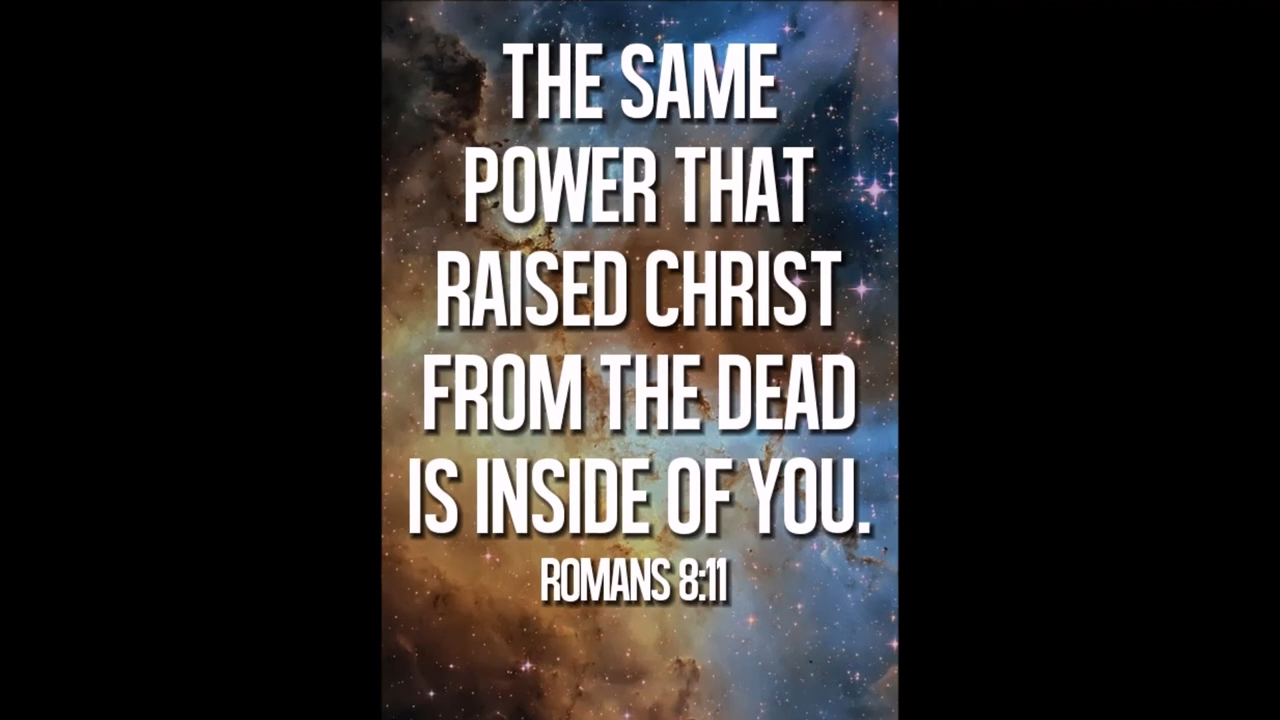 THE SAME
POWER THAT
RAISED CHRIST
FROM THE DEAD
IS INSIDE OF YOU.
ROMANS 8:11